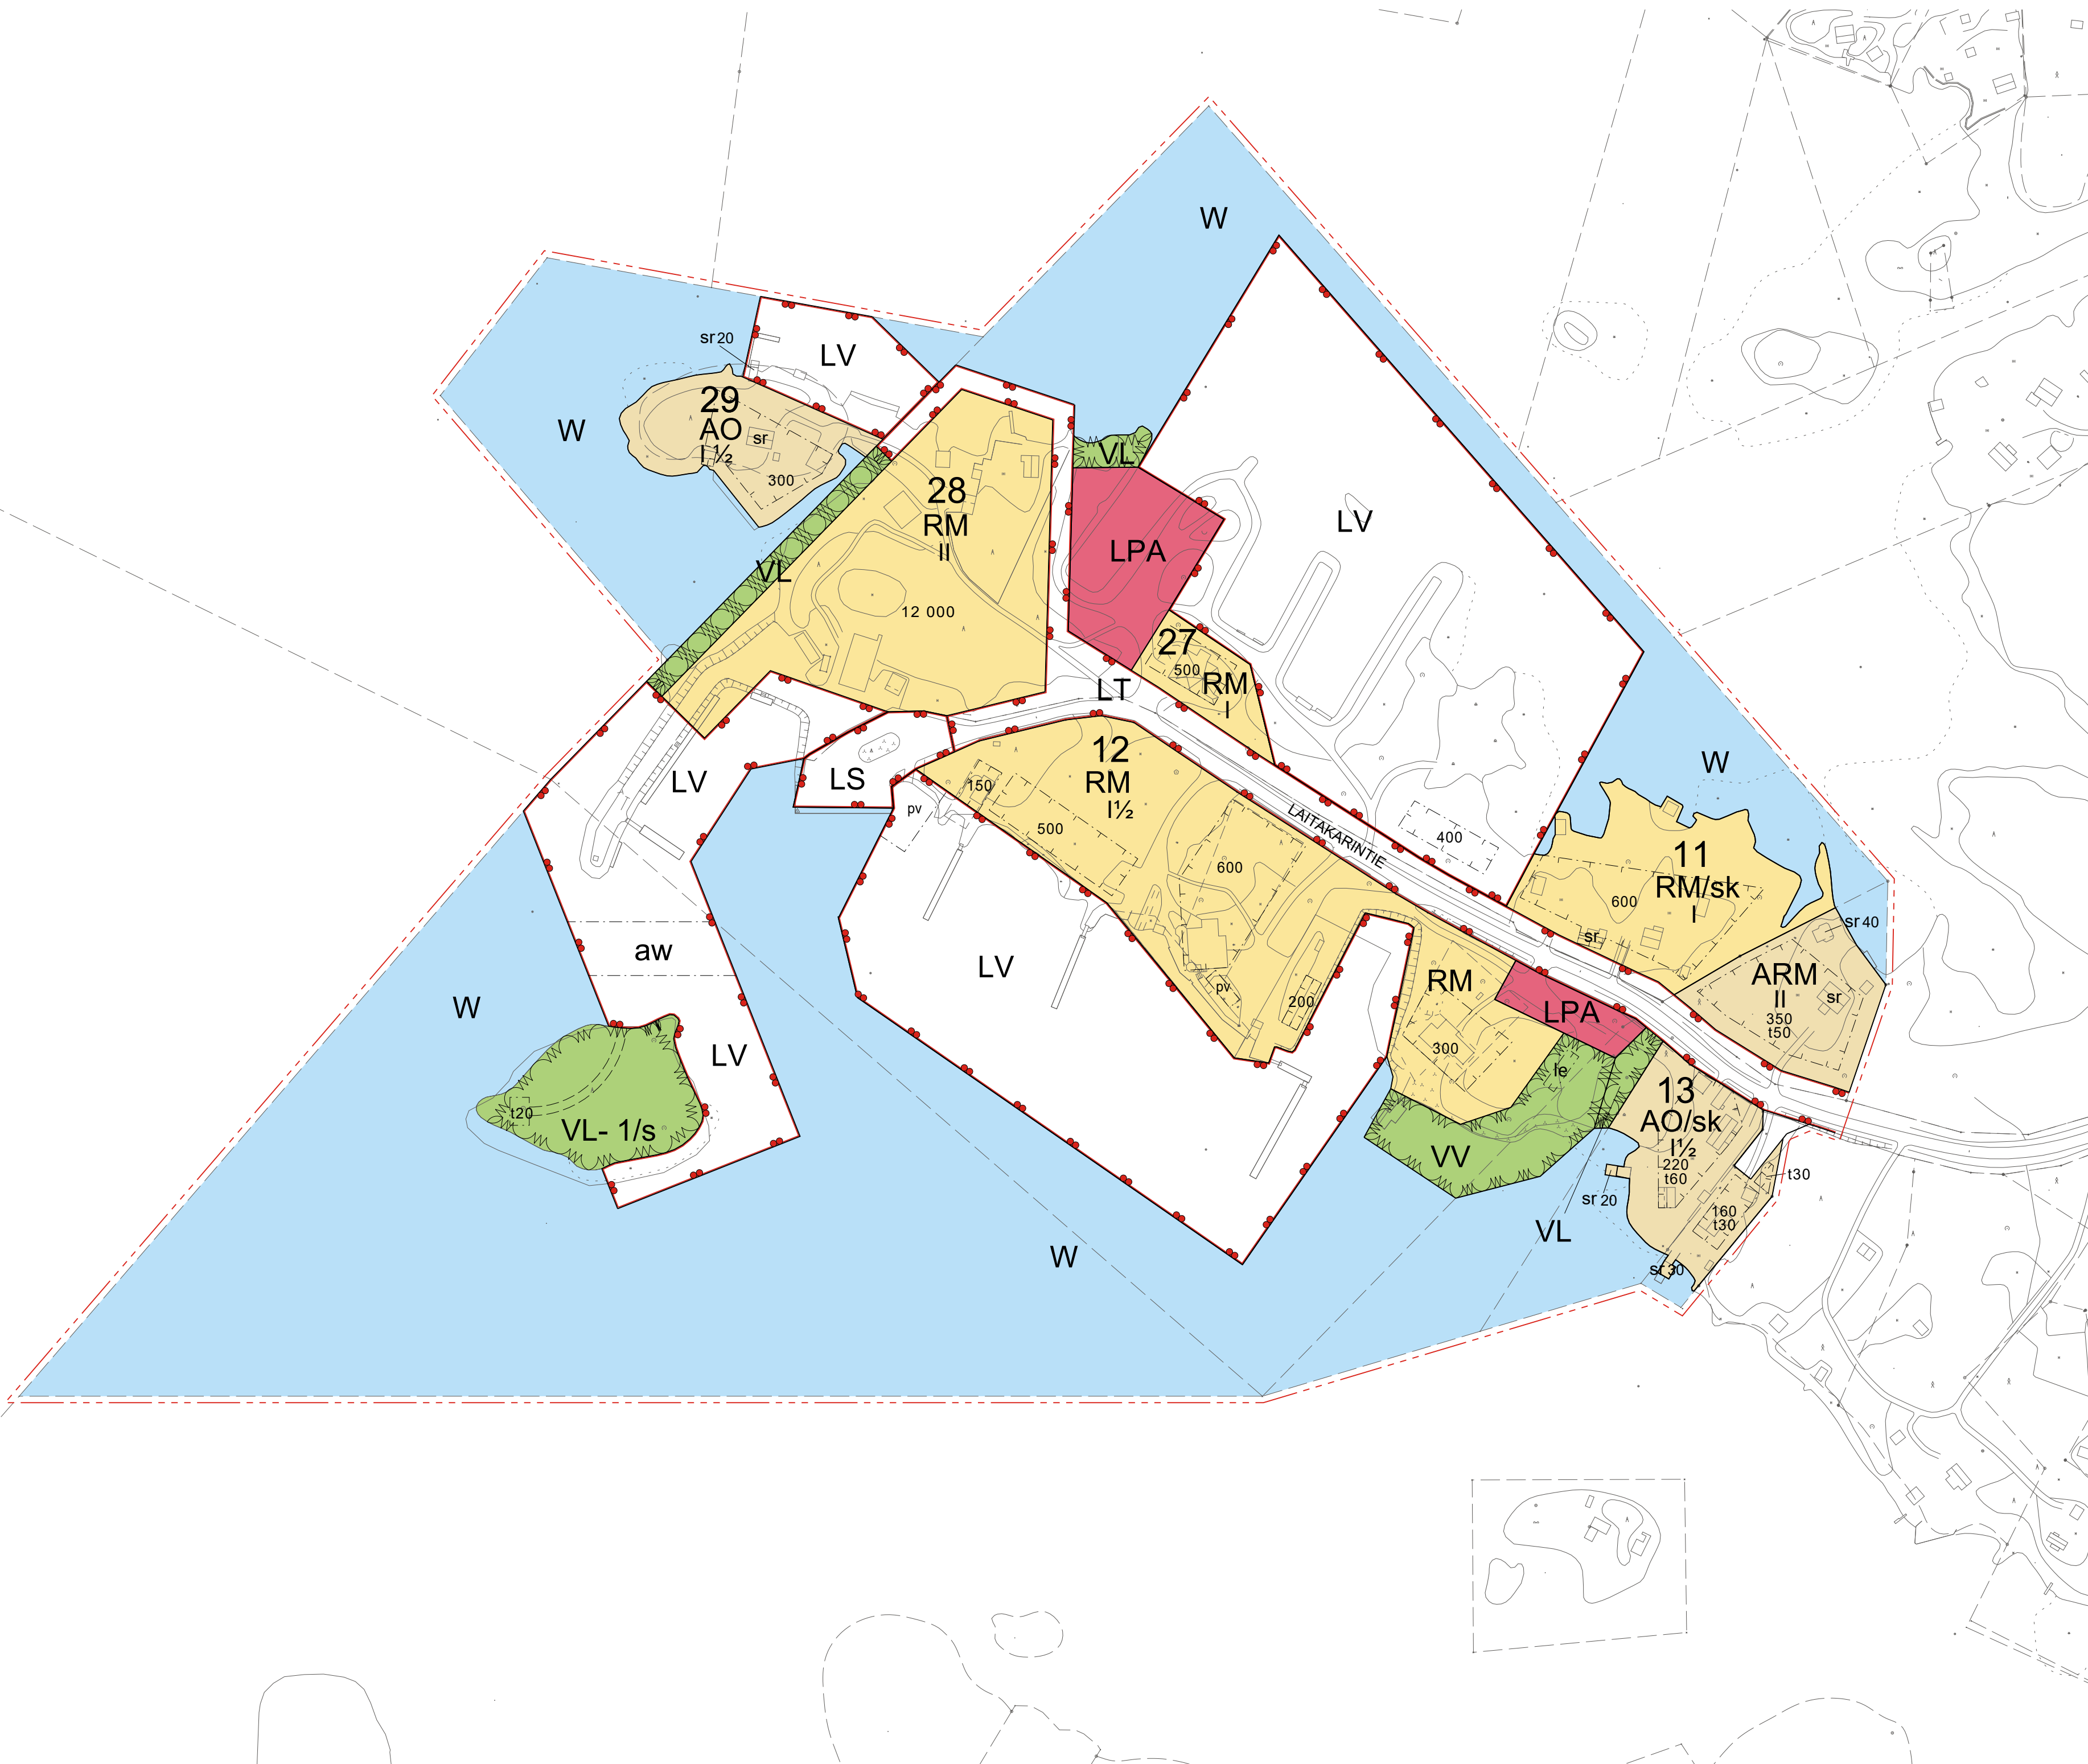 W
sr 20
LV
29
AO
I ½
sr
300
W
28
RM
II
12 000
VL
VL
LPA
LV
27
500
RM
I
LT
12
RM
I½
150
500
600
LV
LS
pv
LAITAKARINTIE
400
W
11
RM/sk
I
600
sr
sr 40
ARM
II
350
t50
sr
aw
W
LV
LV
pv
200
RM
300
LPA
le
13
AO/sk
I½
220
t60
t30
160
t30
sr 20
sr 30
VV
VL
t20
VL- 1/s
W